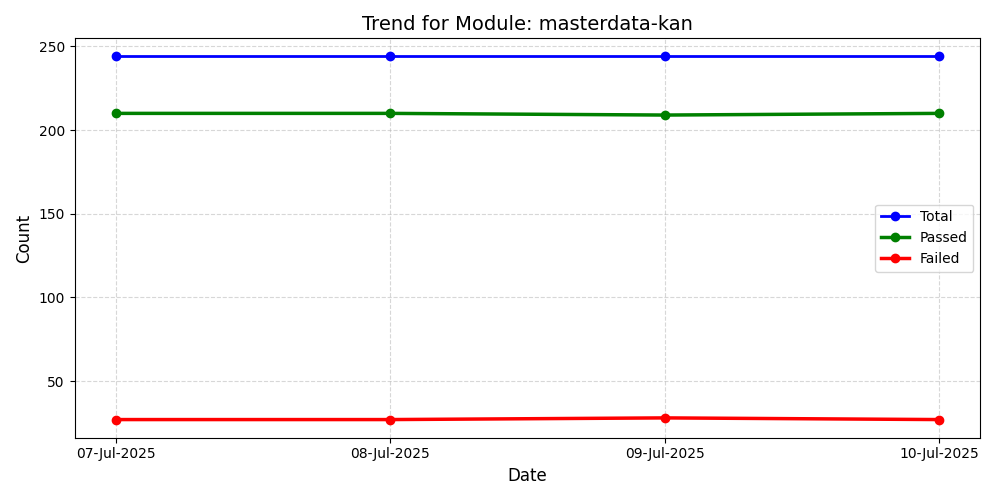 Trend for Module: masterdata-kan
250
200
150
100
50
Count
Total
Passed
Failed
07-Jul-2025
08-Jul-2025
09-Jul-2025
10-Jul-2025
Date